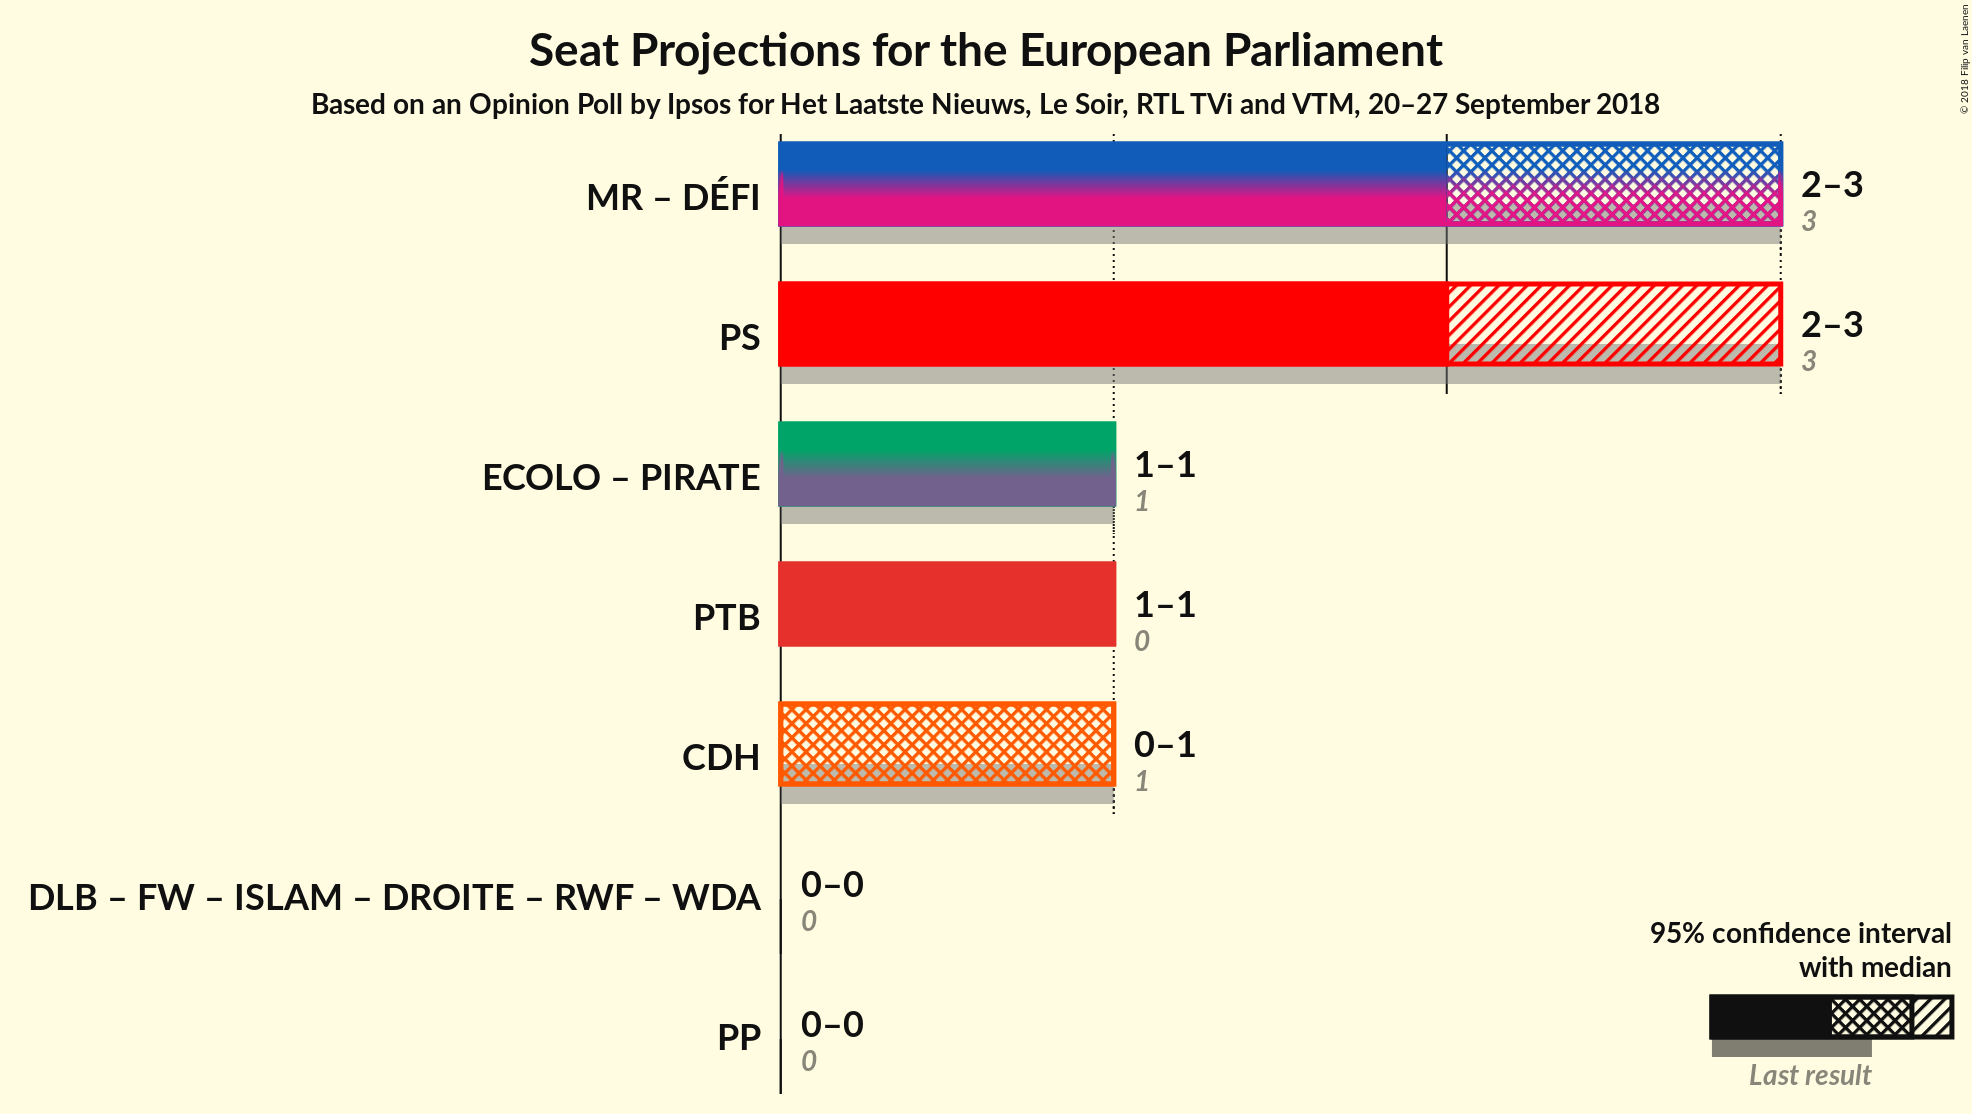 Seat Projections for the European Parliament
Based on an Opinion Poll by Ipsos for Het Laatste Nieuws, Le Soir, RTL TVi and VTM, 20–27 September 2018
© 2018 Filip van Laenen
MR – DÉFI
2–3
3
PS
2–3
3
ECOLO – PIRATE
1–1
1
PTB
1–1
0
CDH
0–1
1
DLB – FW – ISLAM – DROITE – RWF – WDA
0–0
0
PP
0–0
0
95% confidence interval
with median
Last result